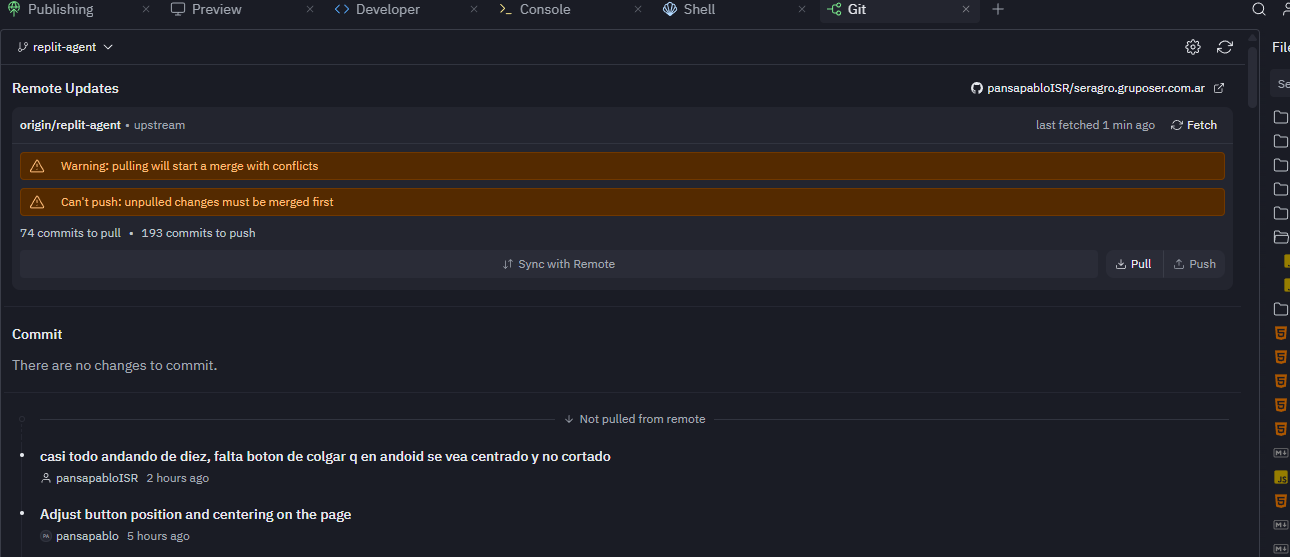 Publishing × Preview × Developer × Console × Shell × Git × +
replit-agent
File
Remote Updates pansapabloISR/seragro.gruposer.com.ar
Se
origin/replit-agent • upstream last fetched 1 min ago Fetch
Warning: pulling will start a merge with conflicts
Can't push: unpulled changes must be merged first
74 commits to pull • 193 commits to push
Sync with Remote Pull Push
Commit
There are no changes to commit.
Not pulled from remote
casi todo andando de diez, falta boton de colgar q en andoid se vea centrado y no cortado
pansapabloISR 2 hours ago
JS
Adjust button position and centering on the page
PA pansapablo 5 hours ago